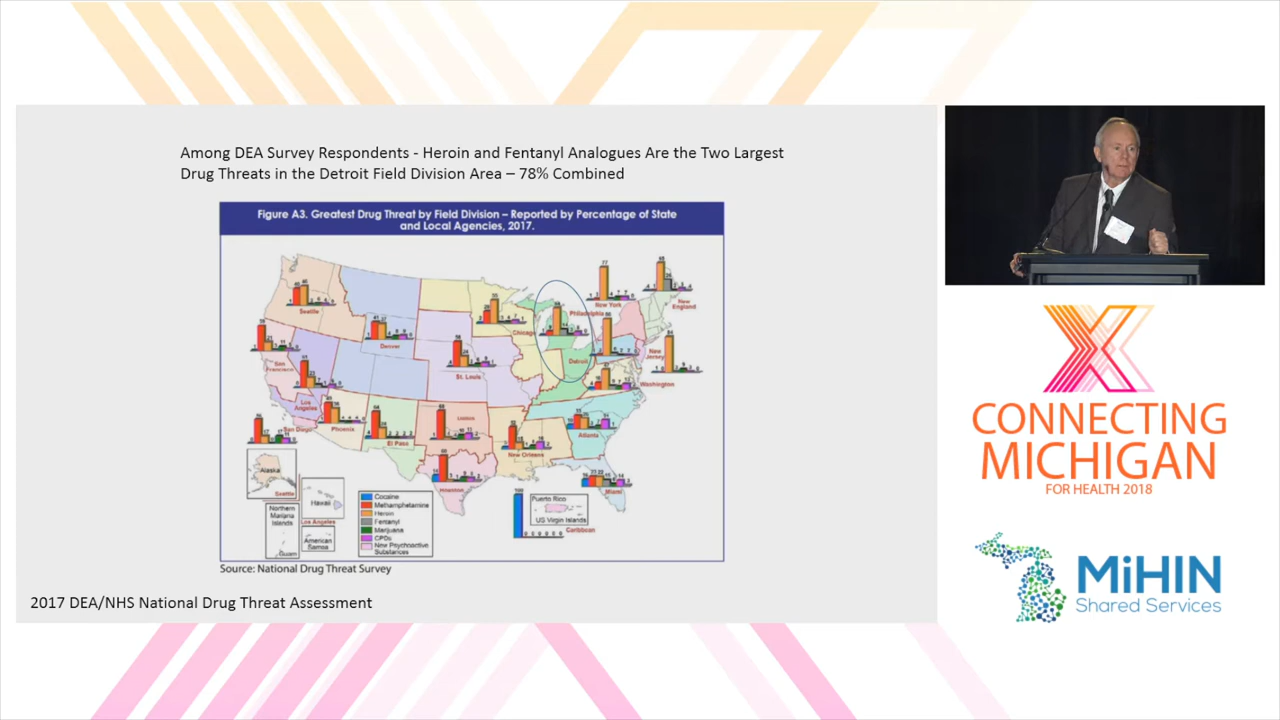 Among DEA Survey Respondents - Heroin and Fentanyl Analogues Are the Two Largest
Drug Threats in the Detroit Field Division Area – 78% Combined
Figure A3. Greatest Drug Threat by Field Division – Reported by Percentage of State
and Local Agencies, 2017.
Seattle
Denver
San
Francisco
Los
Angeles
San Diego
Phoenix
El Paso
St. Louis
Chicago
Detroit
Philadelphia
New York
New
England
New
Jersey
Washington
Atlanta
New Orleans
Houston
Miami
Caribbean
Alaska
Seattle
Hawaii
Los Angeles
Northern
Mariana
Islands
Guam
American
Samoa
Puerto Rico
US Virgin Islands
100
Cocaine
Methamphetamine
Heroin
Fentanyl
Marijuana
CPDs
New Psychoactive
Substances
Source: National Drug Threat Survey
2017 DEA/NHS National Drug Threat Assessment
CONNECTING
MICHIGAN
FOR HEALTH 2018
MiHIN
Shared Services